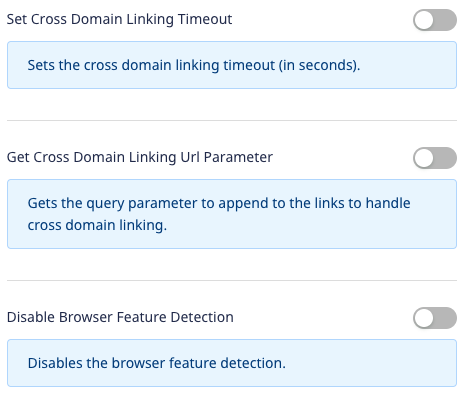 Set Cross Domain Linking Timeout
Sets the cross domain linking timeout (in seconds).
Get Cross Domain Linking Url Parameter
Gets the query parameter to append to the links to handle
cross domain linking.
Disable Browser Feature Detection
Disables the browser feature detection.